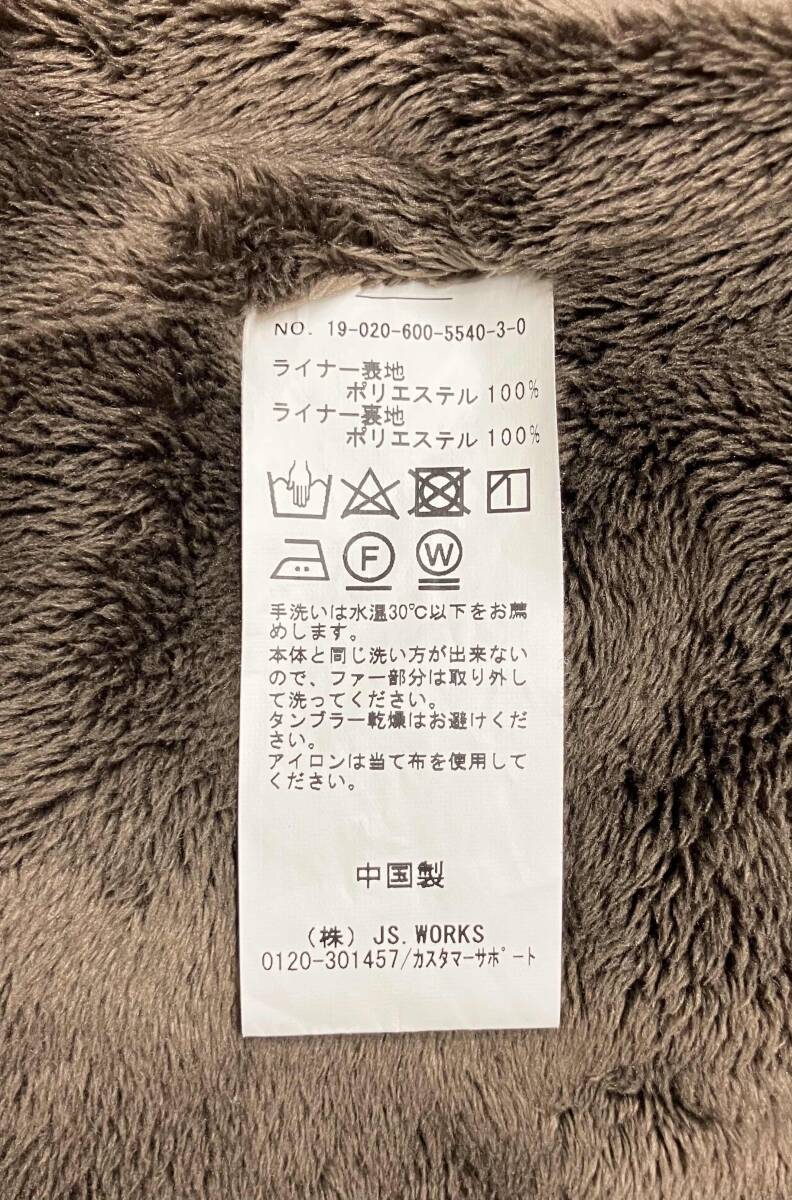 NO. 19-020-600-5540-3-0
ライナー表地
ポリエステル 100%
ライナー裏地
ポリエステル 100%
F W
手洗いは水温30℃以下をお薦
めします。
本体と同じ洗い方が出来ない
ので、ファー部分は取り外し
て洗ってください。
タンブラー乾燥はお避けくだ
さい。
アイロンは当て布を使用して
ください。
中国製
(株) JS.WORKS
0120-301457/カスタマーサポート